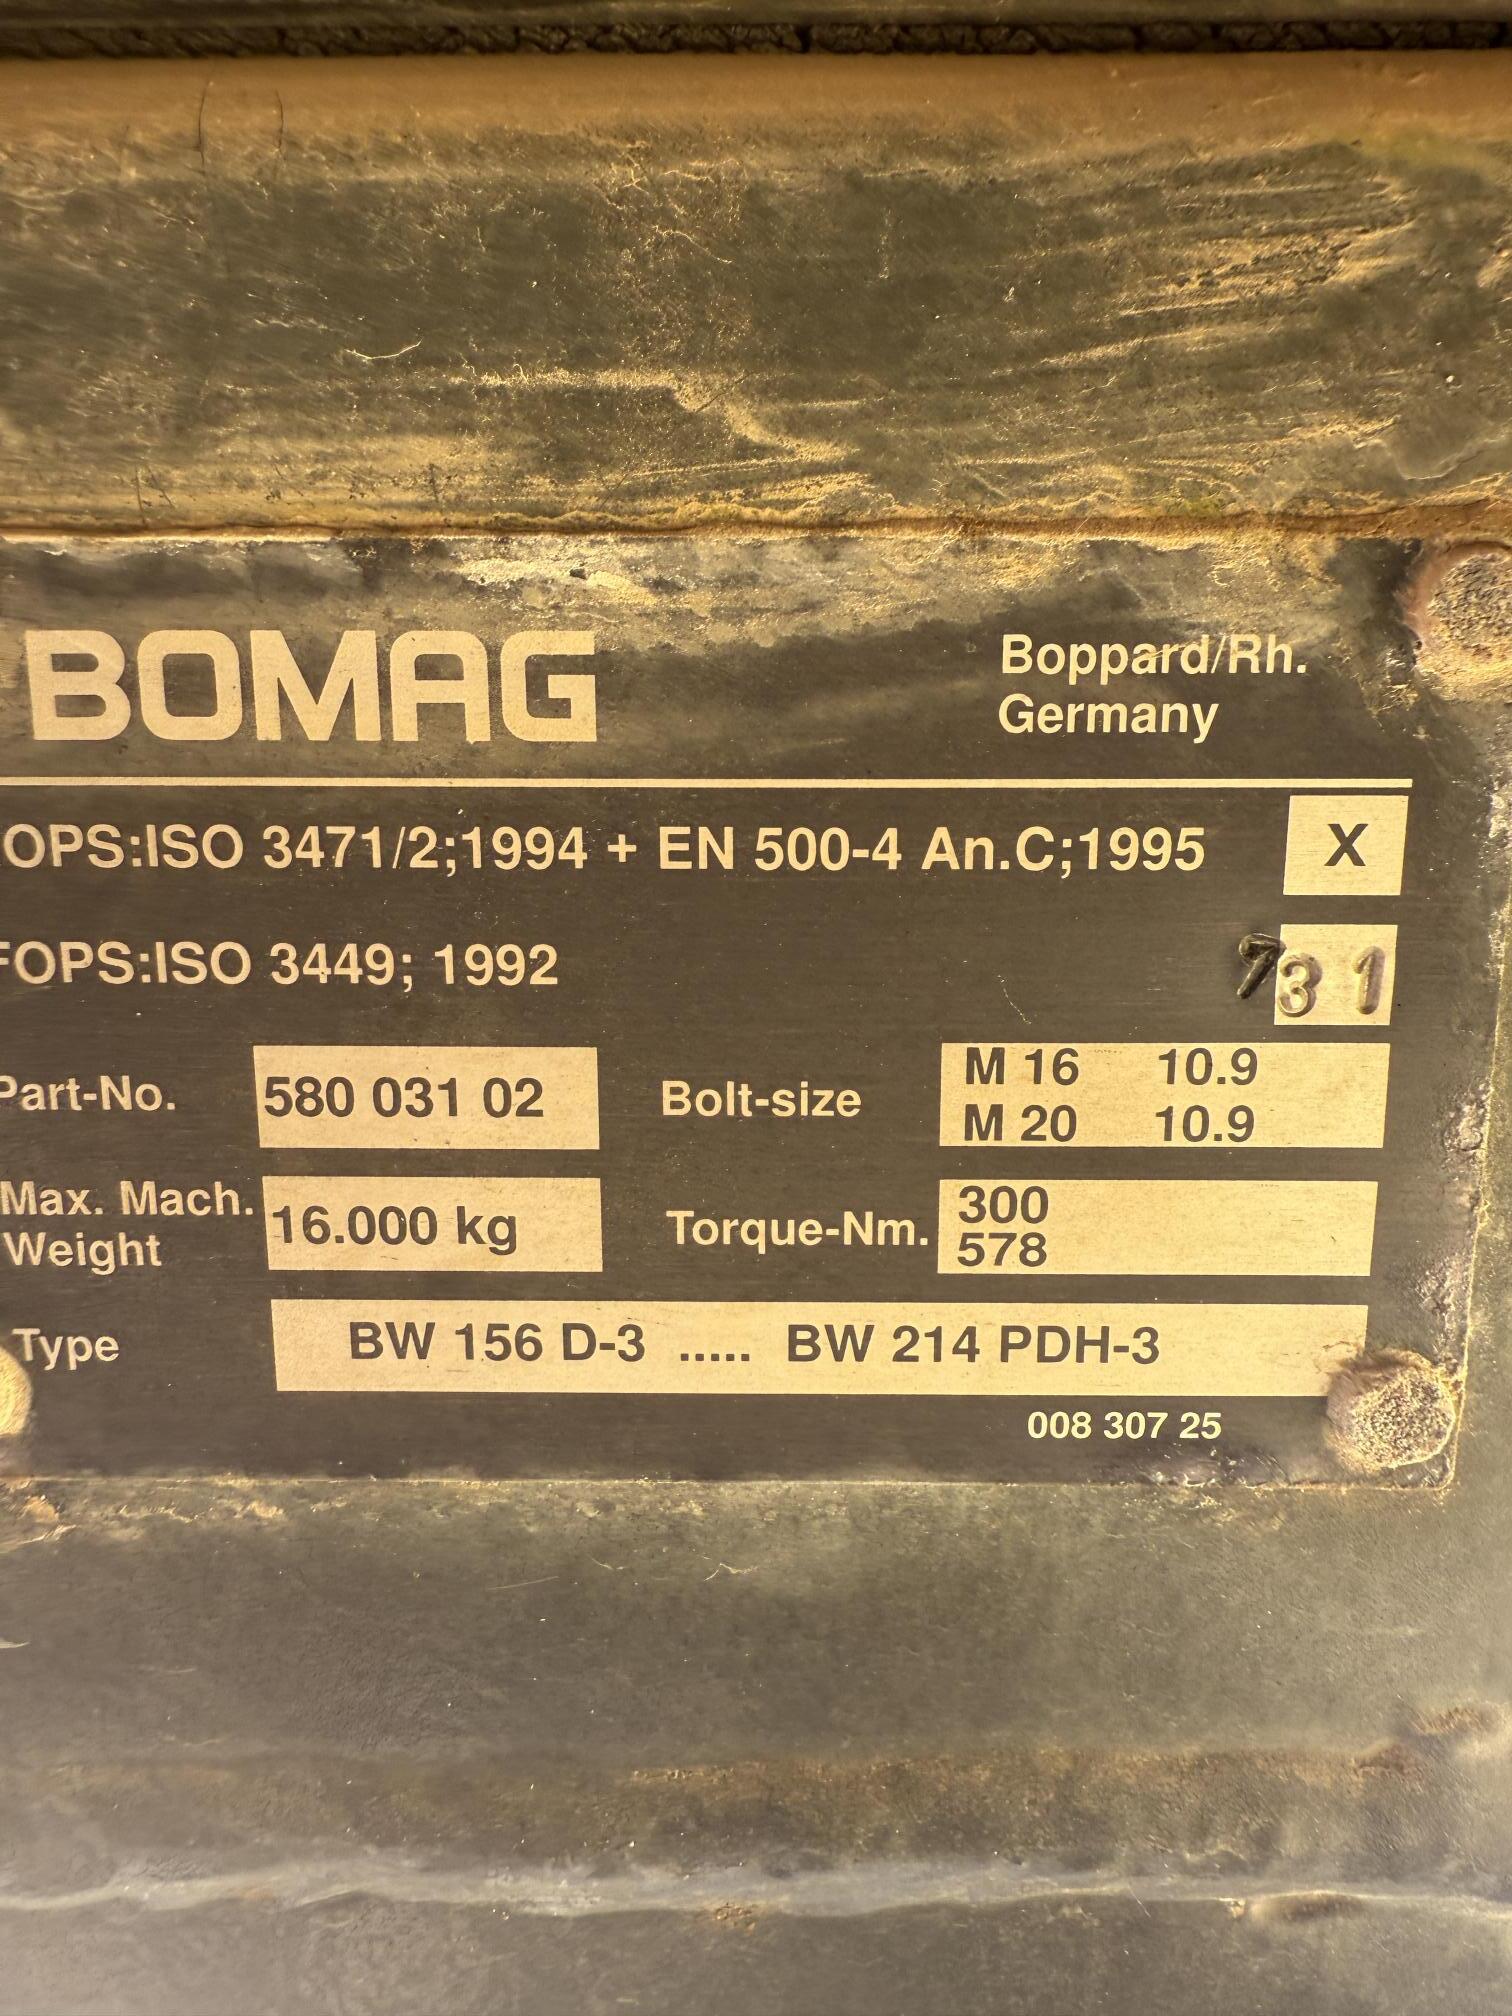 BOMAG
Boppard/Rh.
Germany
OPS:ISO 3471/2;1994 + EN 500-4 An.C;1995 X
FOPS:ISO 3449; 1992 731
Part-No. 580 031 02 Bolt-size M 16 10.9
M 20 10.9
Max. Mach.
Weight 16.000 kg Torque-Nm. 300
578
Type BW 156 D-3 ..... BW 214 PDH-3
008 307 25